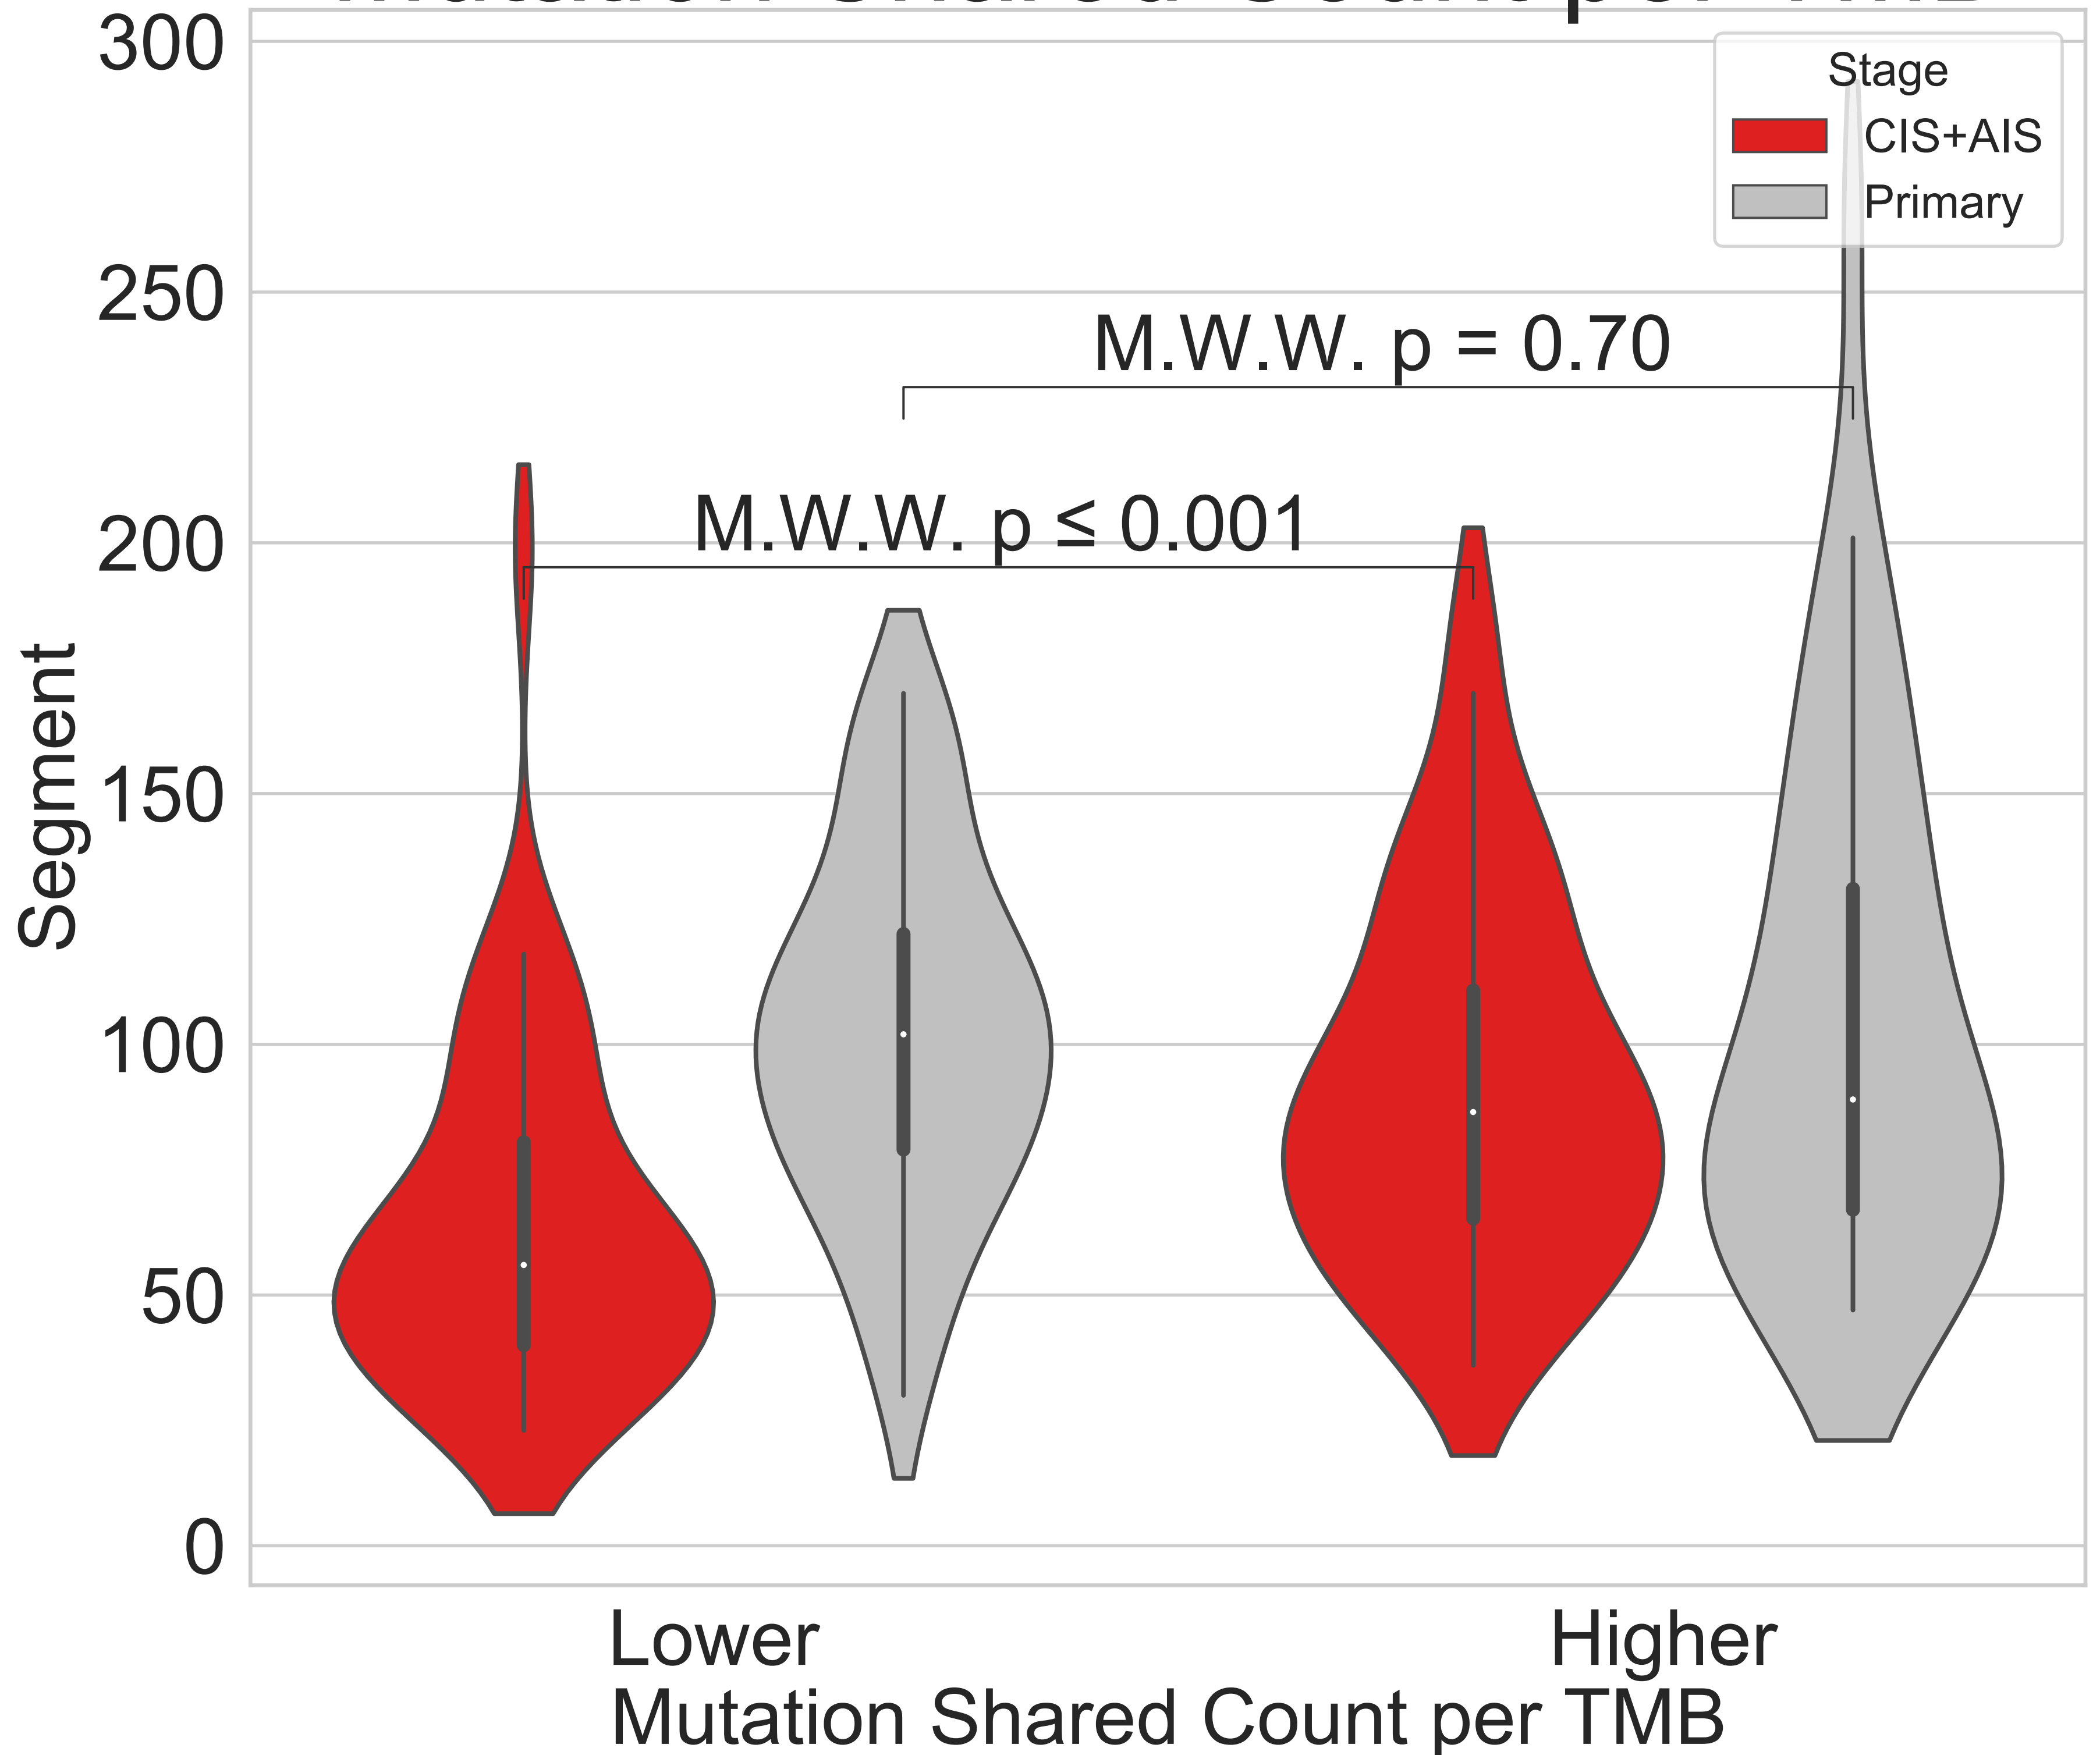 300
250
200
150
100
50
0
Segment
Stage
CIS+AIS
Primary
M.W.W. p = 0.70
M.W.W. p ≤ 0.001
Lower
Higher
Mutation Shared Count per TMB